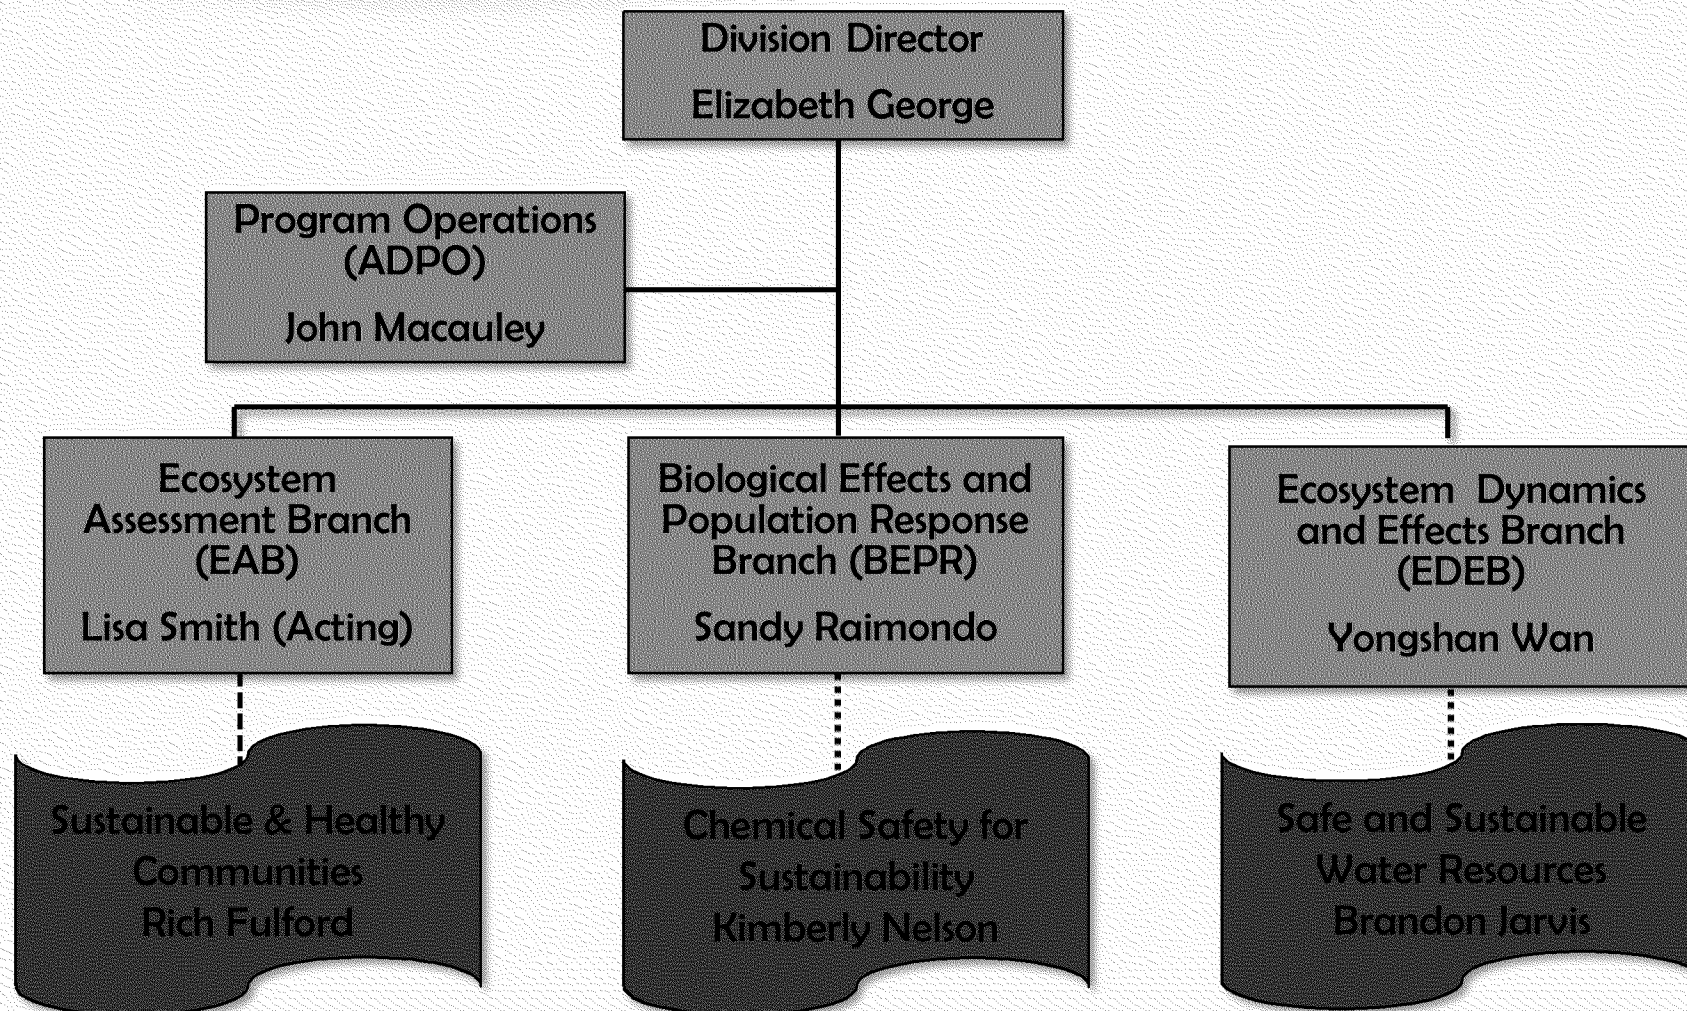 Division Director
Elizabeth George
Program Operations
(ADPO)
John Macauley
Ecosystem
Assessment Branch
(EAB)
Lisa Smith (Acting)
Biological Effects and
Population Response
Branch (BEPR)
Sandy Raimondo
Ecosystem Dynamics
and Effects Branch
(EDEB)
Yongshan Wan
Sustainable & Healthy
Communities
Rich Fulford
Chemical Safety for
Sustainability
Kimberly Nelson
Safe and Sustainable
Water Resources
Brandon Jarvis